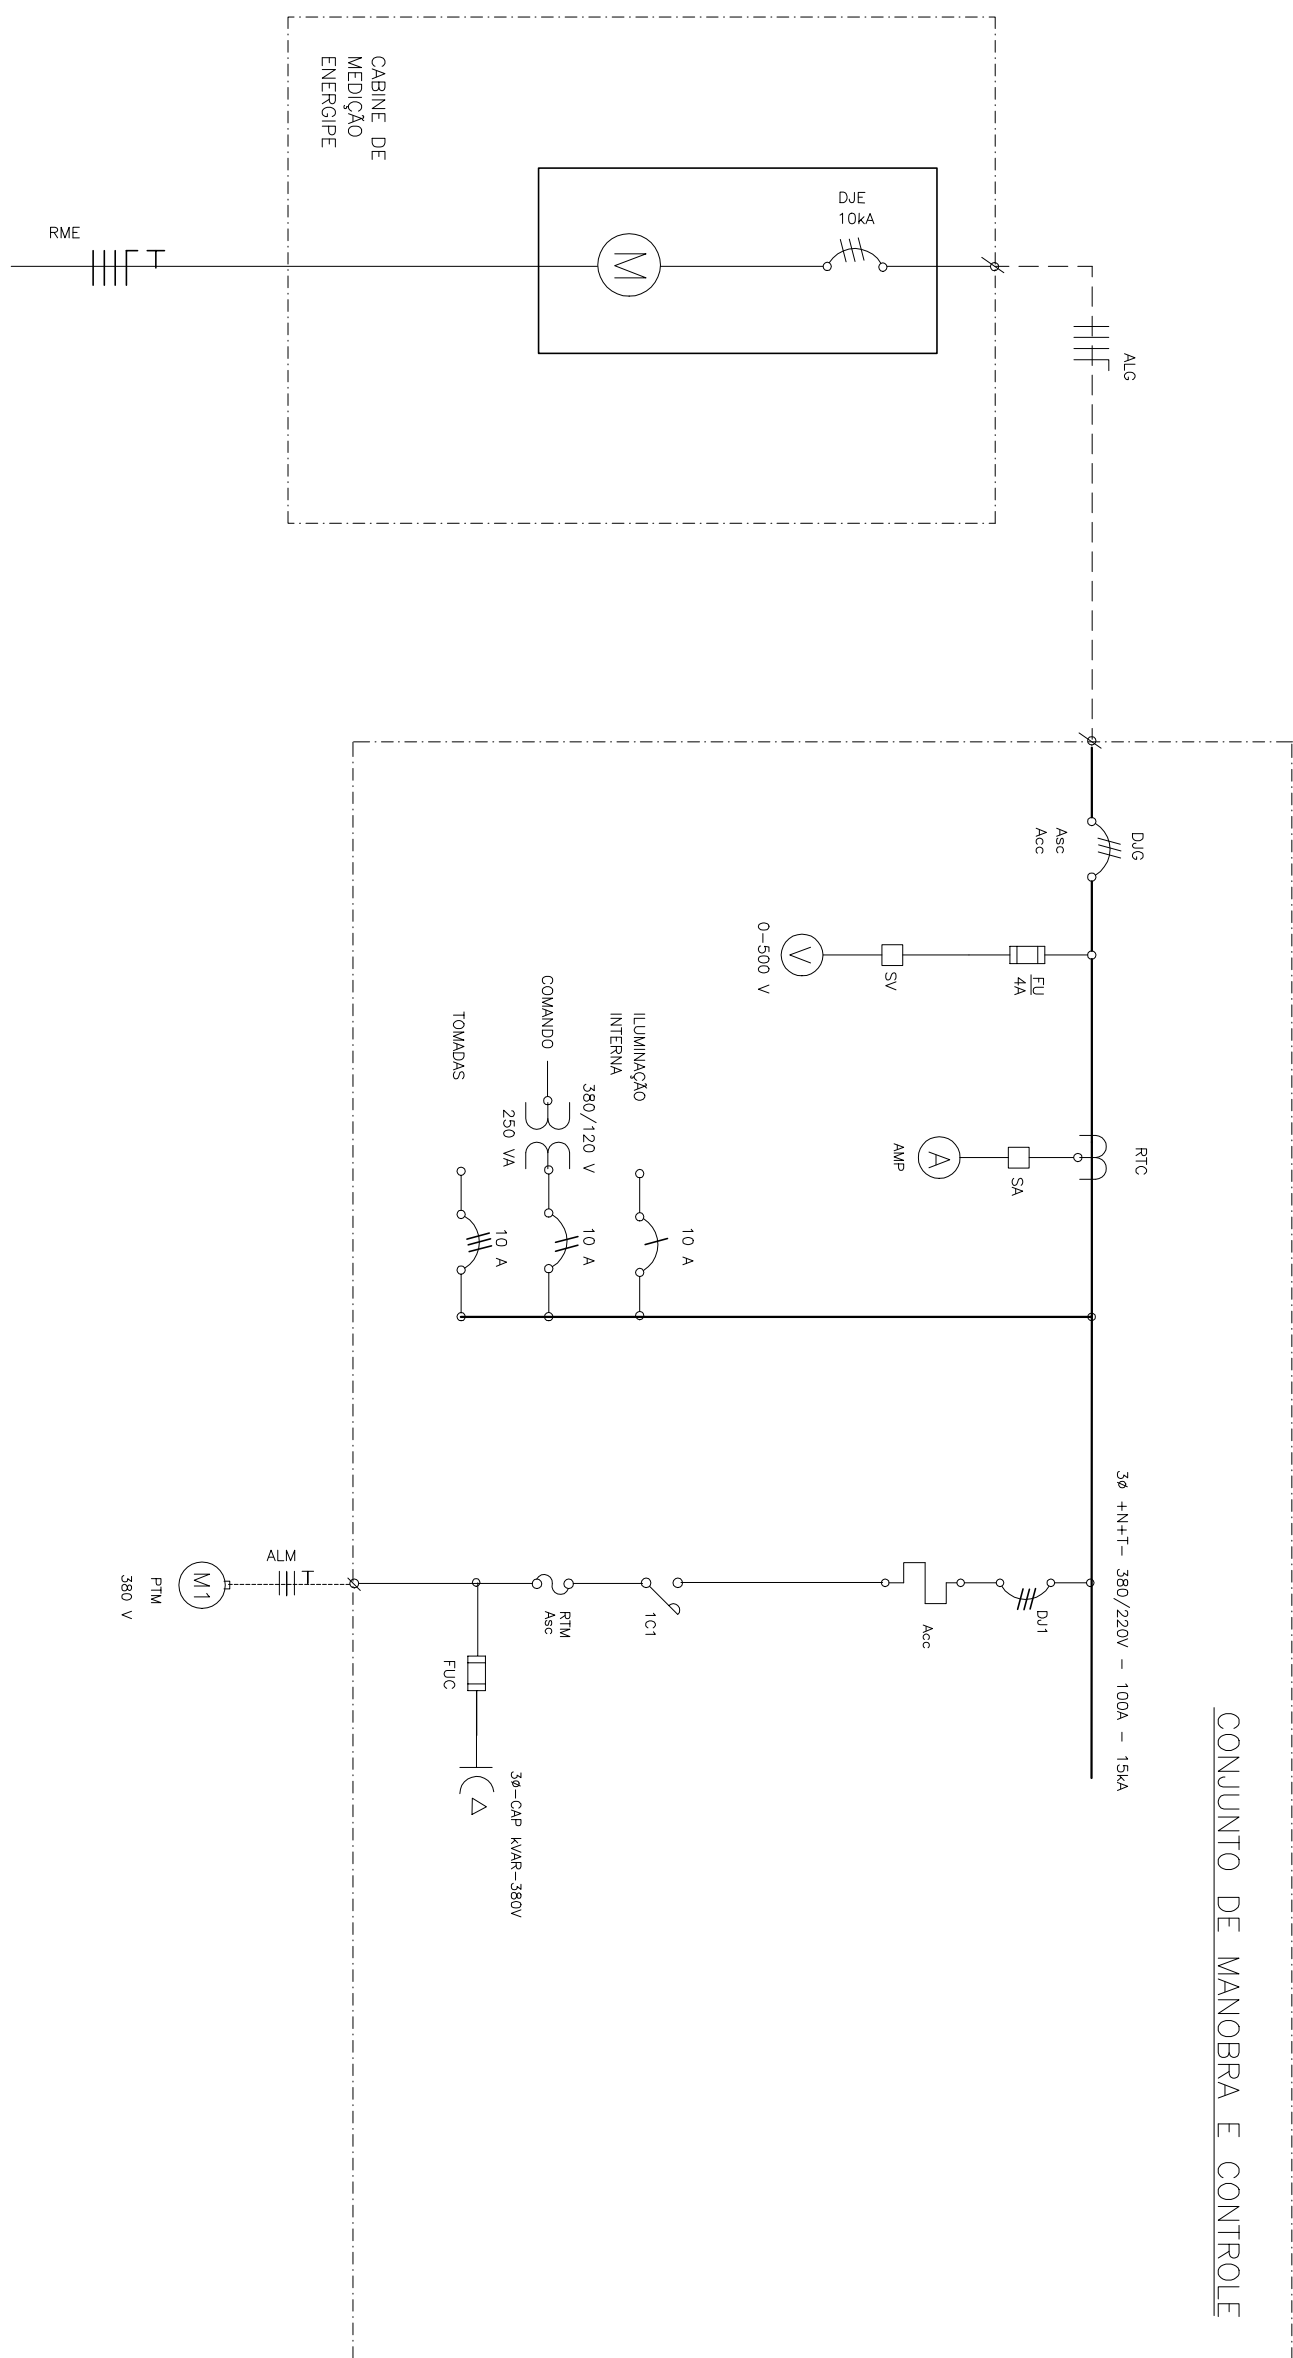 CONJUNTO DE MANOBRA E CONTROLE
CABINE DE
MEDIÇÃO
ENERGIPE
RME
M
DJE
10kA
ALG
DJG
Asc
Acc
FU
4A
SV
V
0-500 V
RTC
SA
A
AMP
ILUMINAÇÃO
INTERNA
10 A
COMANDO
380/120 V
250 VA
10 A
TOMADAS
10 A
3ø +N+T- 380/220V - 100A - 15kA
DJ1
Acc
1C1
RTM
Asc
FUC
3ø-CAP kVAR-380V
ALM
M1
PTM
380 V